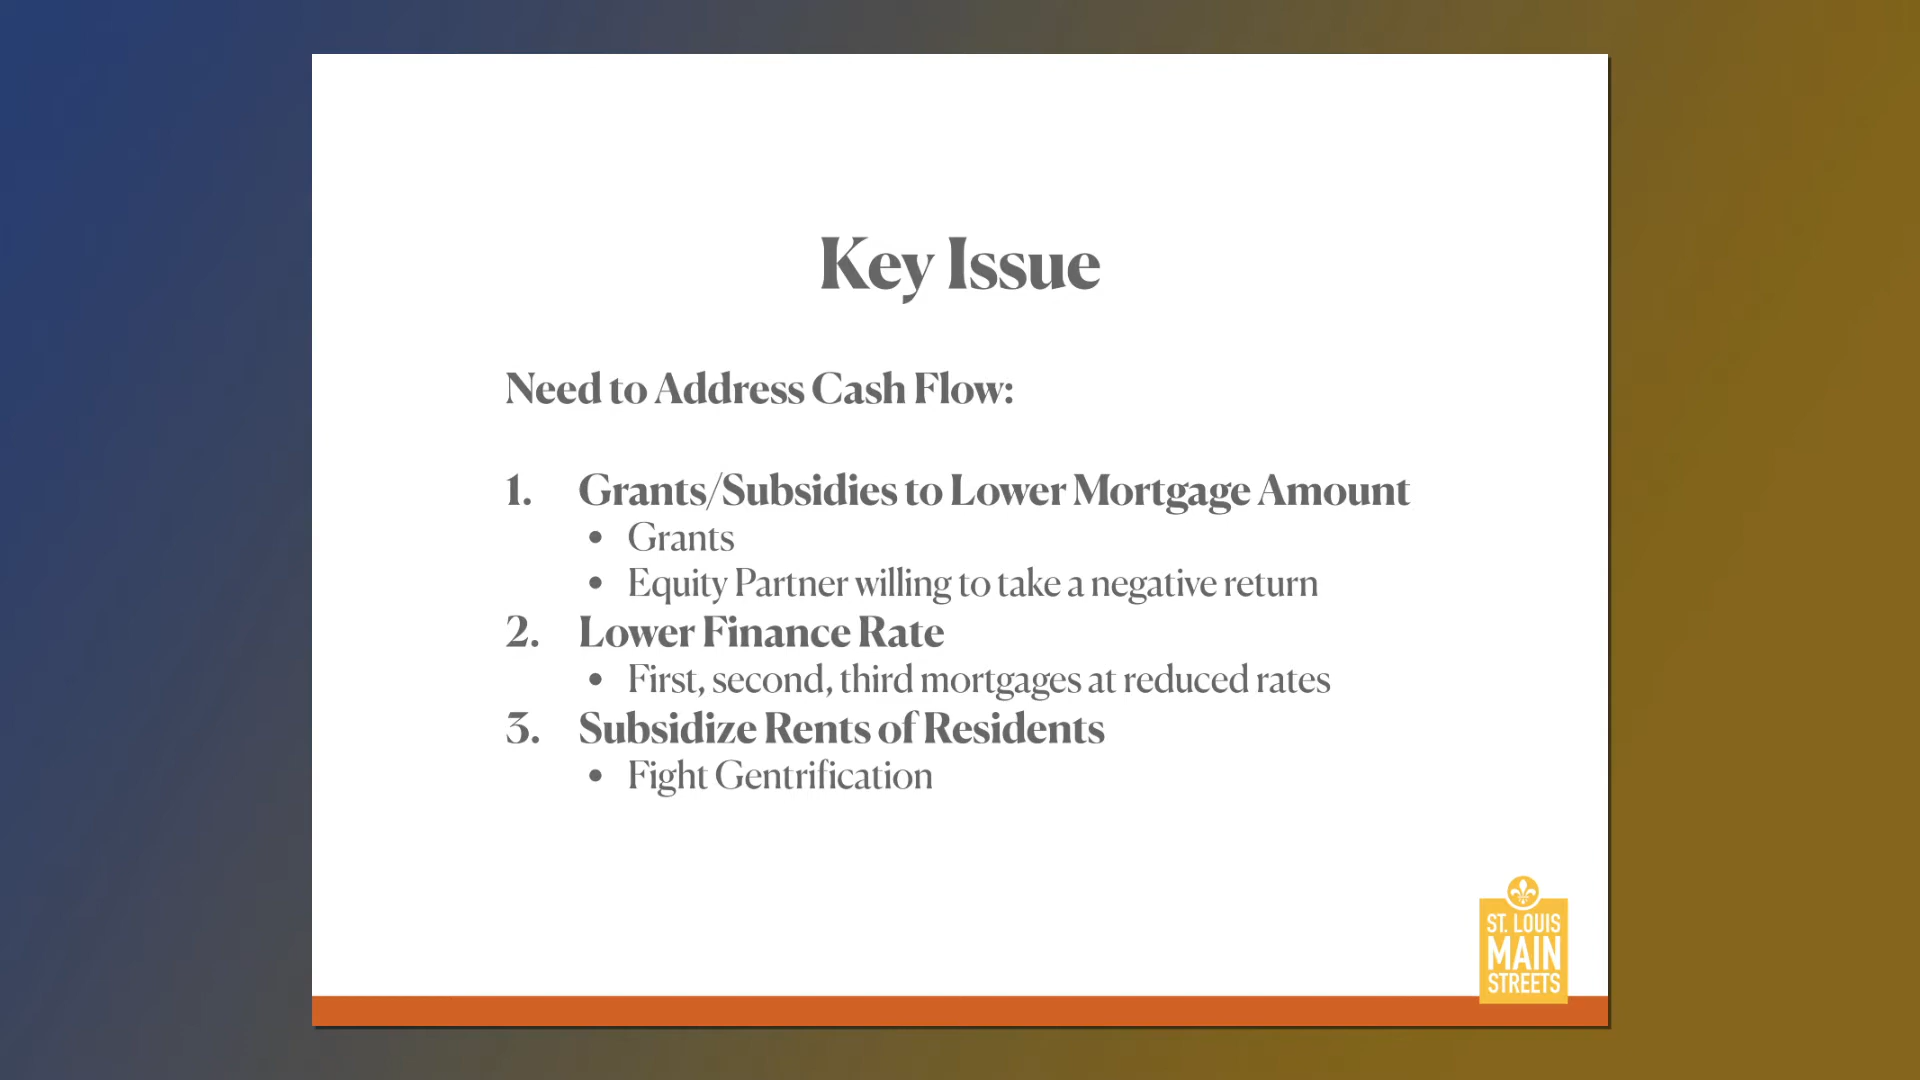 Key Issue
Need to Address Cash Flow:
1. Grants/Subsidies to Lower Mortgage Amount
• Grants
• Equity Partner willing to take a negative return
2. Lower Finance Rate
• First, second, third mortgages at reduced rates
3. Subsidize Rents of Residents
• Fight Gentrification
ST. LOUIS
MAIN
STREETS